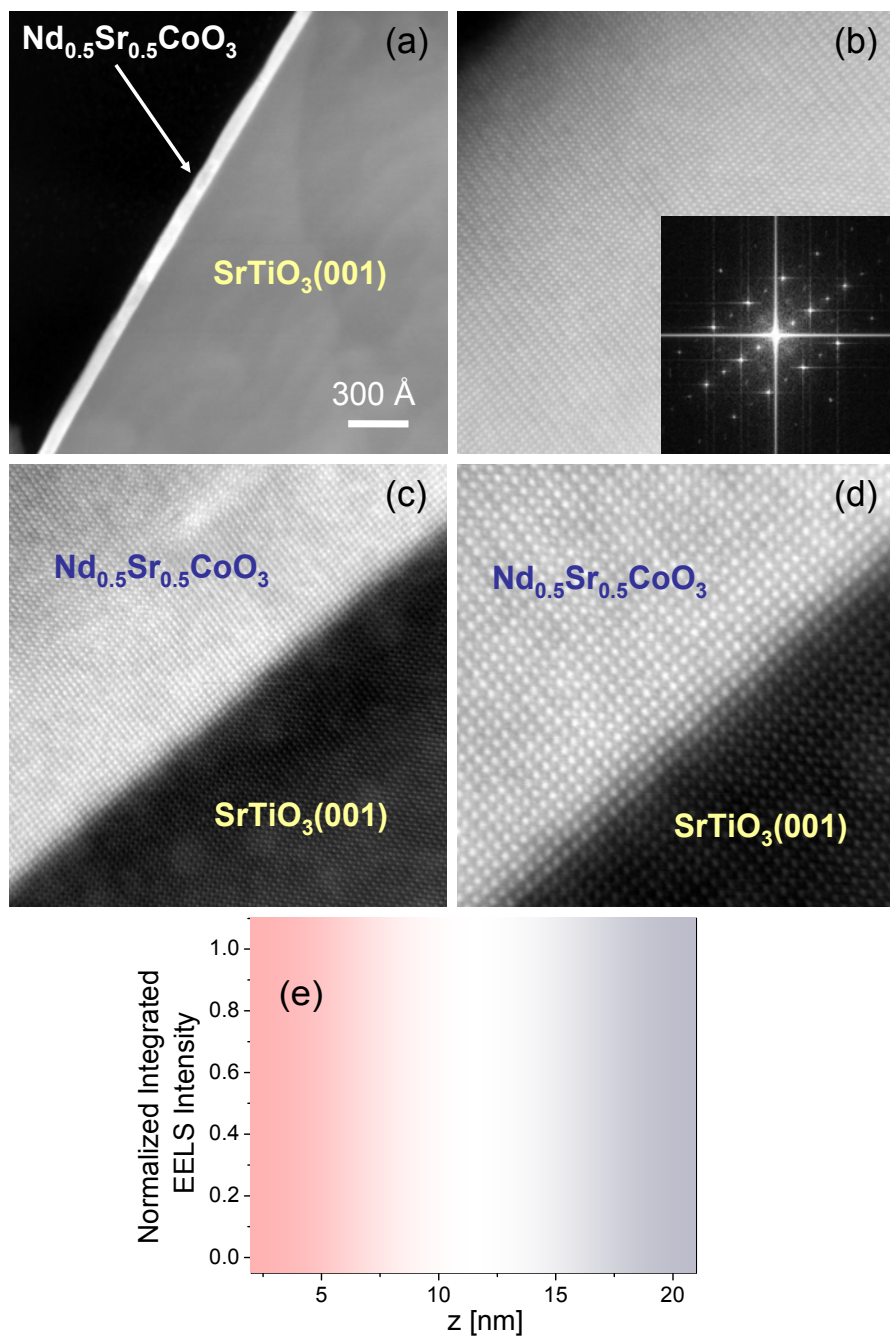 Nd0.5Sr0.5CoO3
(a)
SrTiO3(001)
300 Å
(b)
(c)
Nd0.5Sr0.5CoO3
SrTiO3(001)
(d)
Nd0.5Sr0.5CoO3
SrTiO3(001)
Normalized Integrated
EELS Intensity
1.0
0.8
0.6
0.4
0.2
0.0
(e)
5
10
15
20
z [nm]